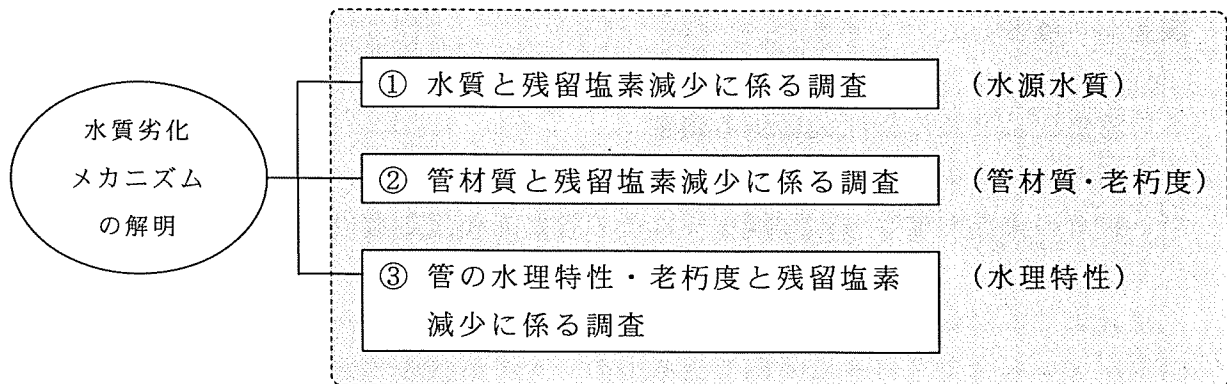 水質劣化
メカニズム
の解明
① 水質と残留塩素減少に係る調査
(水源水質)
② 管材質と残留塩素減少に係る調査
(管材質・老朽度)
③ 管の水理特性・老朽度と残留塩素
減少に係る調査
(水理特性)